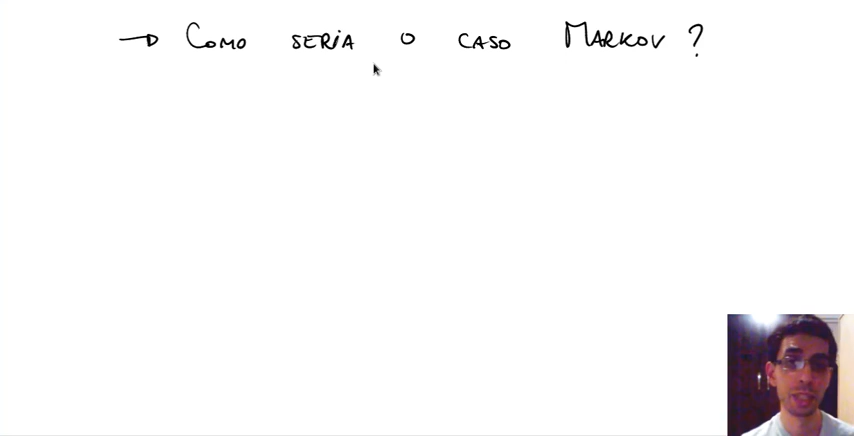 → COMO SERIA O CASO MARKOV?